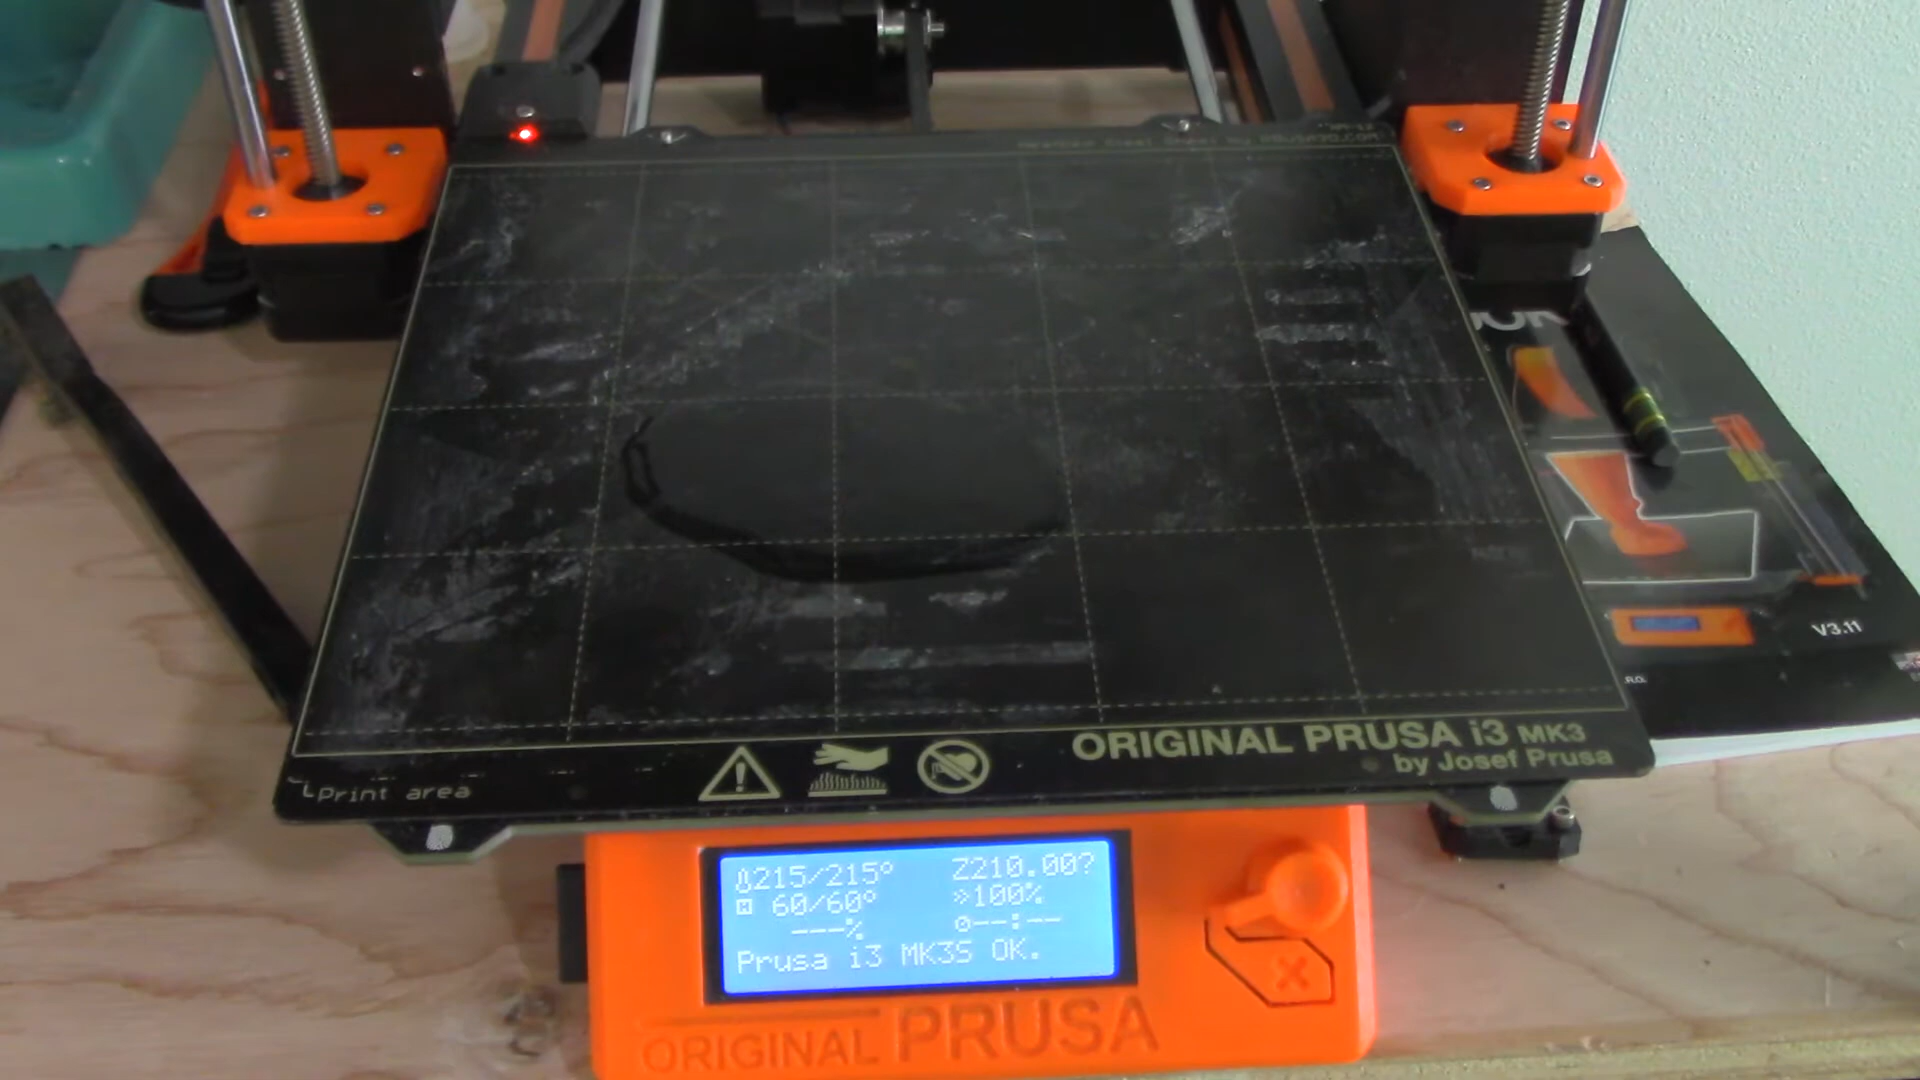 ORIGINAL PRUSA i3 MK3
by Josef Prusa
Print area
V3.11
R.O.
215/215° Z210.00?
60/60° »100%
---% --:--
Prusa i3 MK3S OK.
ORIGINAL PRUSA